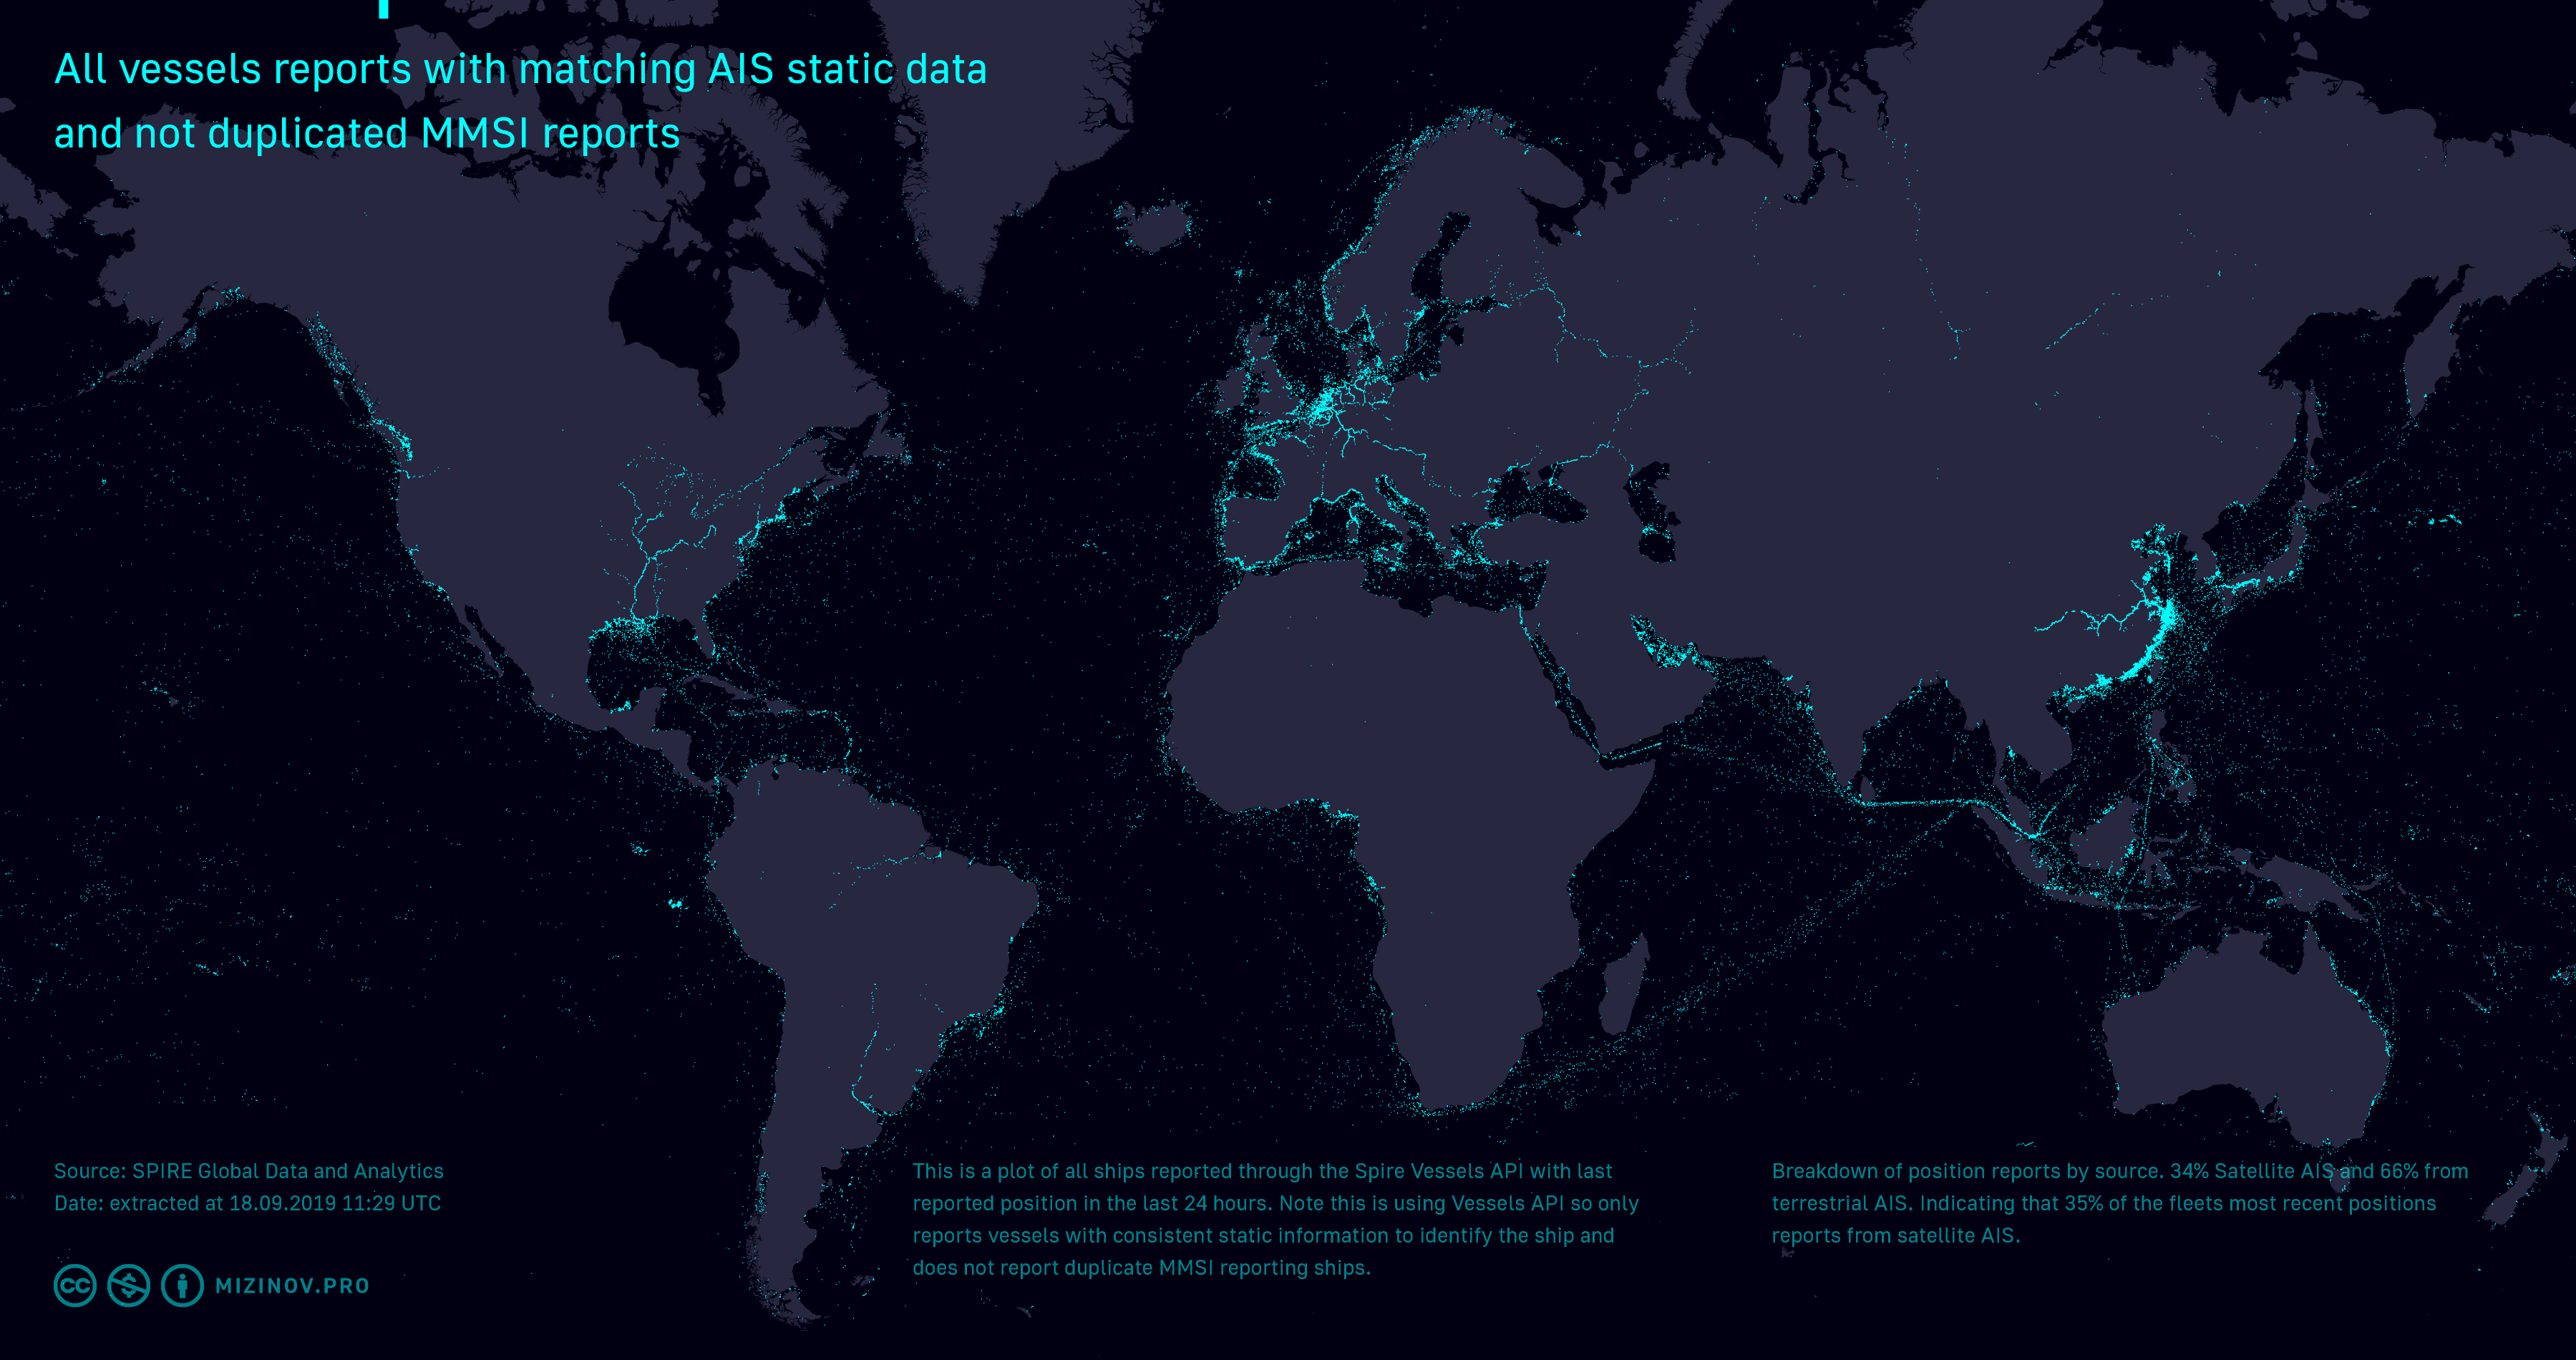 All vessels reports with matching AIS static data
and not duplicated MMSI reports
Source: SPIRE Global Data and Analytics
Date: extracted at 18.09.2019 11:29 UTC
CC MIZINOV.PRO
This is a plot of all ships reported through the Spire Vessels API with last
reported position in the last 24 hours. Note this is using Vessels API so only
reports vessels with consistent static information to identify the ship and
does not report duplicate MMSI reporting ships.
Breakdown of position reports by source. 34% Satellite AIS and 66% from
terrestrial AIS. Indicating that 35% of the fleets most recent positions
reports from satellite AIS.